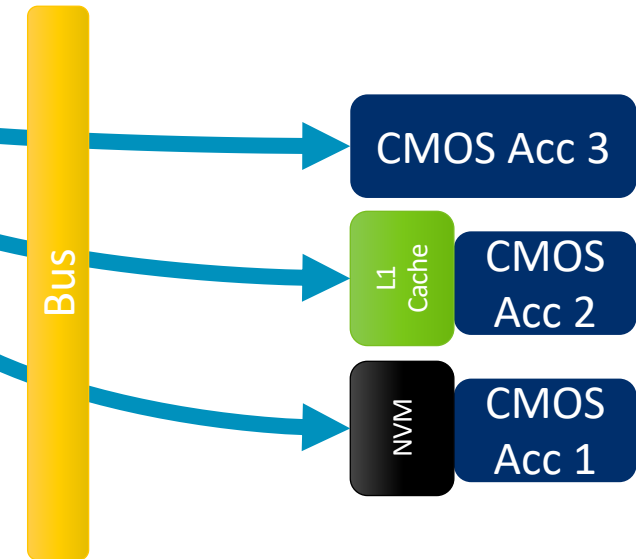 Bus
CMOS Acc 3
L1
Cache
CMOS
Acc 2
NVM
CMOS
Acc 1